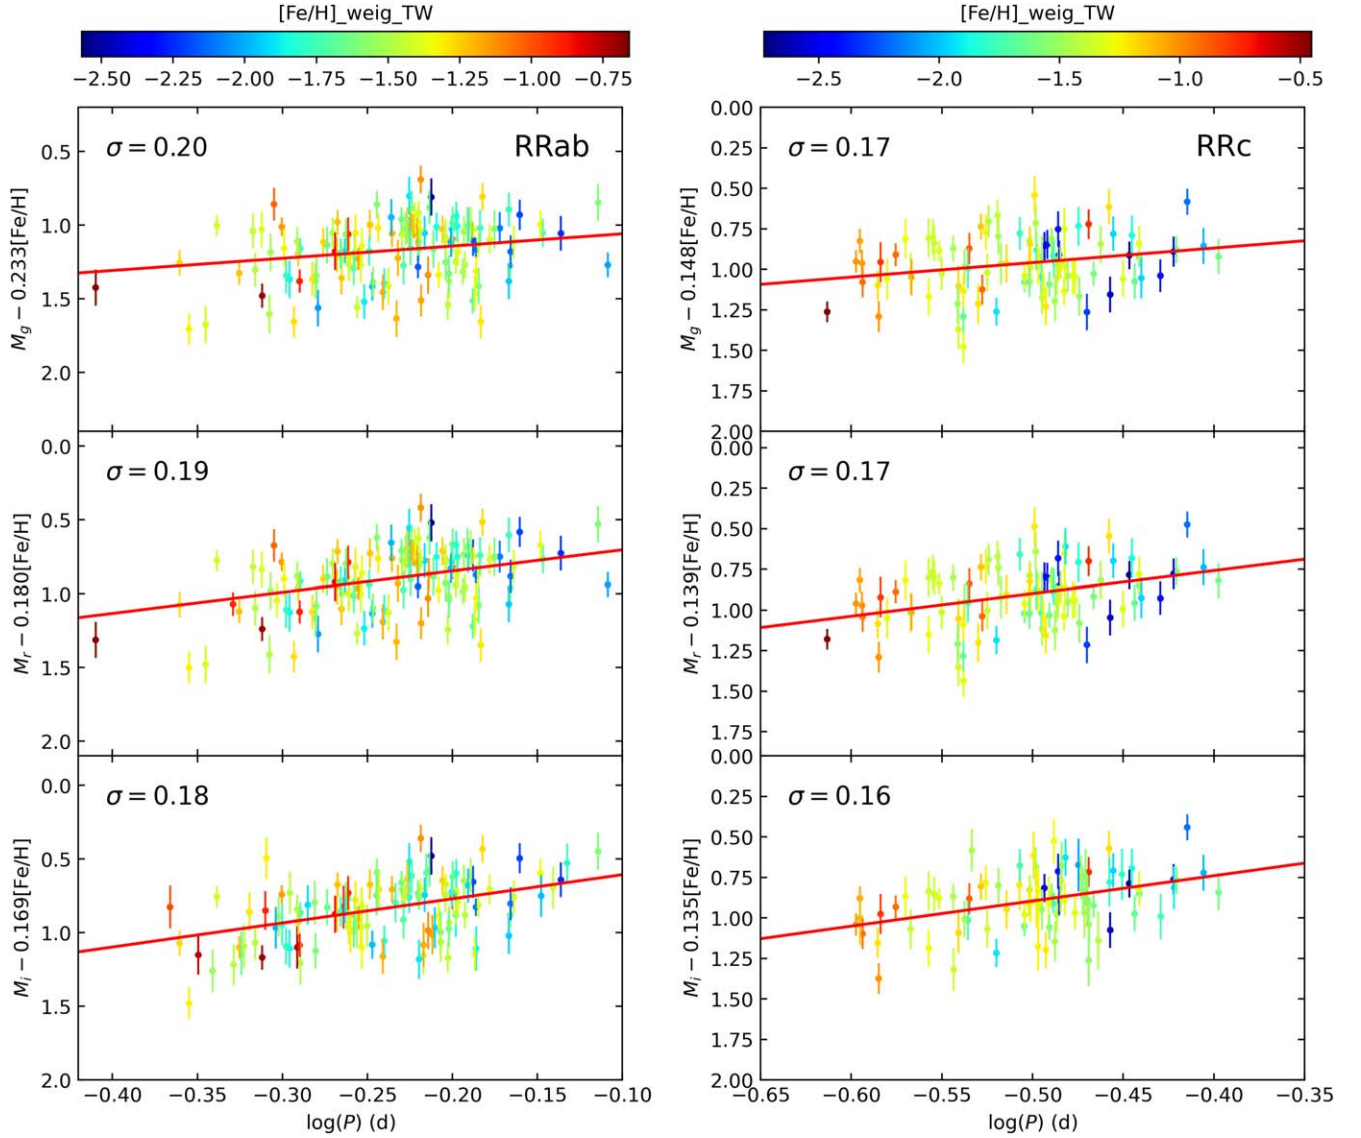 [Fe/H]_weig_TW
−2.50 −2.25 −2.00 −1.75 −1.50 −1.25 −1.00 −0.75
[Fe/H]_weig_TW
−2.5 −2.0 −1.5 −1.0 −0.5
σ = 0.20
RRab
0.5
1.0
1.5
2.0
M_g − 0.233[Fe/H]
σ = 0.17
RRc
0.00
0.25
0.50
0.75
1.00
1.25
1.50
1.75
2.00
M_g − 0.148[Fe/H]
σ = 0.19
0.0
0.5
1.0
1.5
2.0
M_r − 0.180[Fe/H]
σ = 0.17
0.00
0.25
0.50
0.75
1.00
1.25
1.50
1.75
M_r − 0.139[Fe/H]
σ = 0.18
0.0
0.5
1.0
1.5
2.0
M_i − 0.169[Fe/H]
−0.40 −0.35 −0.30 −0.25 −0.20 −0.15 −0.10
log(P) (d)
σ = 0.16
0.00
0.25
0.50
0.75
1.00
1.25
1.50
1.75
2.00
M_i − 0.135[Fe/H]
−0.65 −0.60 −0.55 −0.50 −0.45 −0.40 −0.35
log(P) (d)